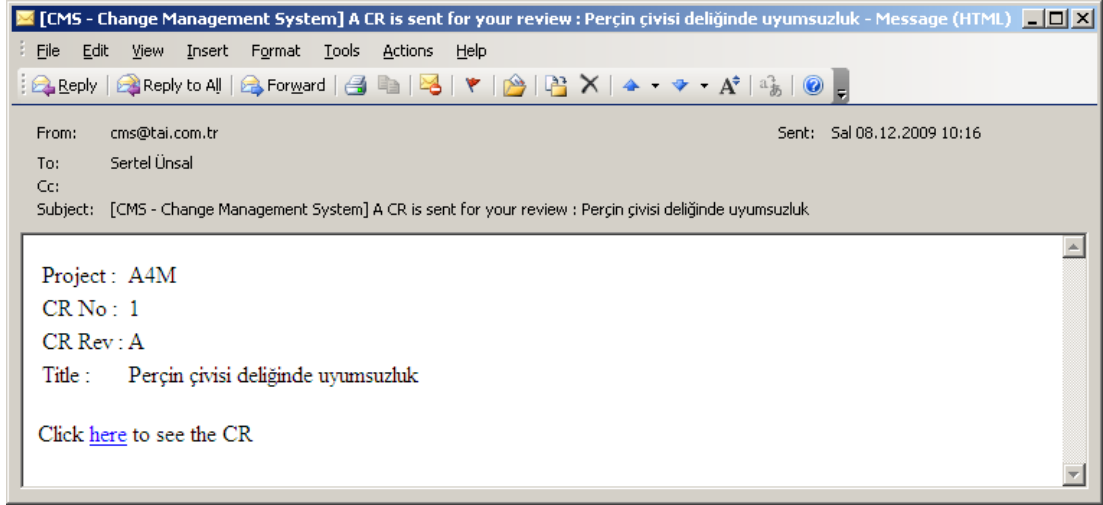 [CMS - Change Management System] A CR is sent for your review : Perçin çivisi deliğinde uyumsuzluk - Message (HTML)
File Edit View Insert Format Tools Actions Help
Reply Reply to All Forward
From: cms@tai.com.tr Sent: Sal 08.12.2009 10:16
To: Sertel Ünsal
Cc:
Subject: [CMS - Change Management System] A CR is sent for your review : Perçin çivisi deliğinde uyumsuzluk
Project : A4M
CR No : 1
CR Rev : A
Title : Perçin çivisi deliğinde uyumsuzluk
Click here to see the CR